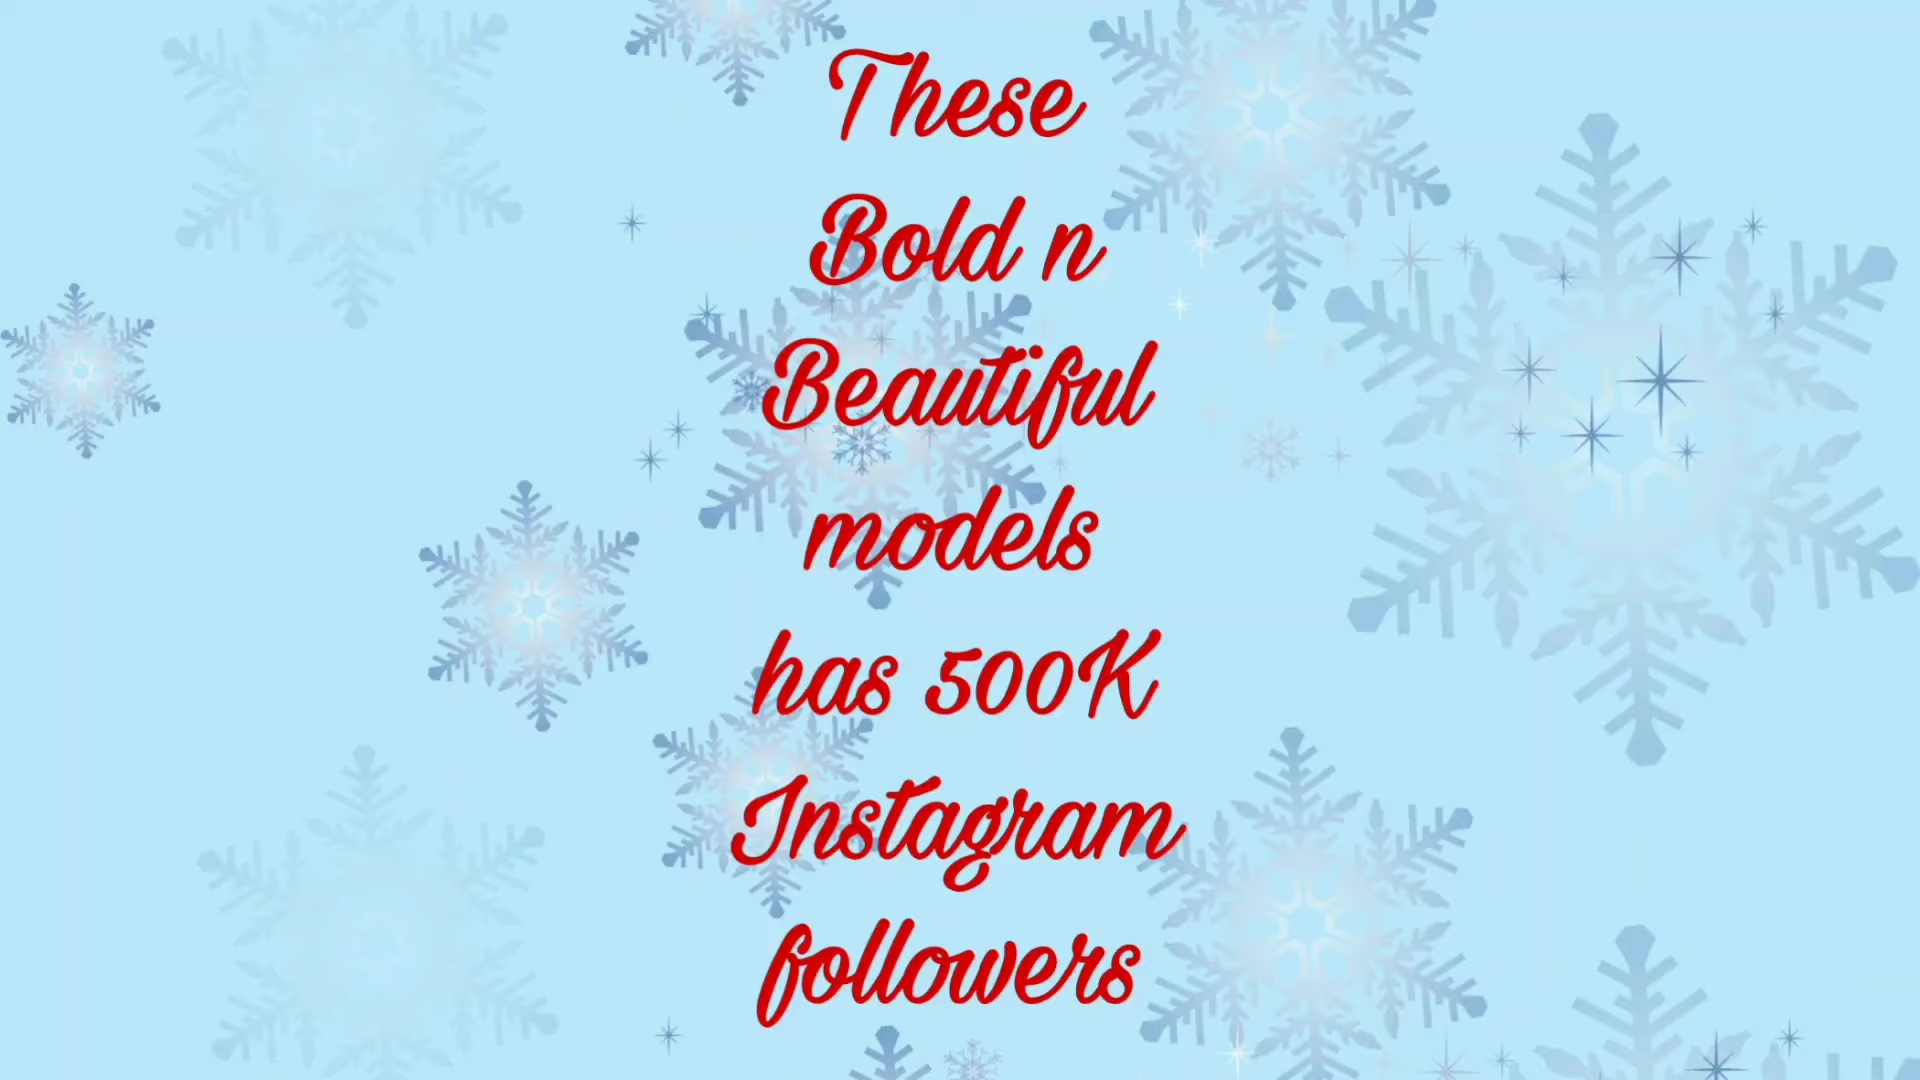 These
Bold n
Beautiful
models
has 500K
Instagram
followers